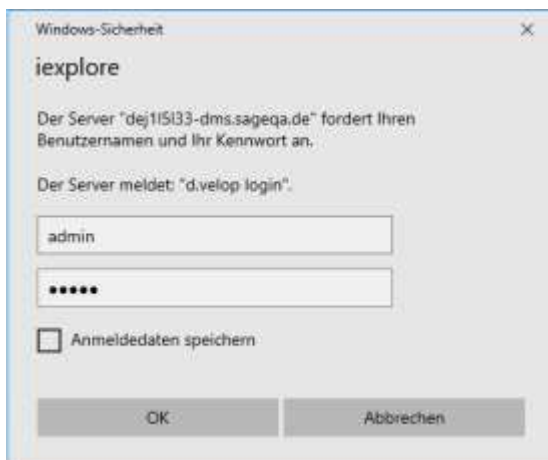 Windows-Sicherheit
iexplore
Der Server "dej1l5l33-dms.sageqa.de" fordert Ihren
Benutzernamen und Ihr Kennwort an.
Der Server meldet: "d.velop login".
admin
•••••
Anmeldedaten speichern
OK Abbrechen